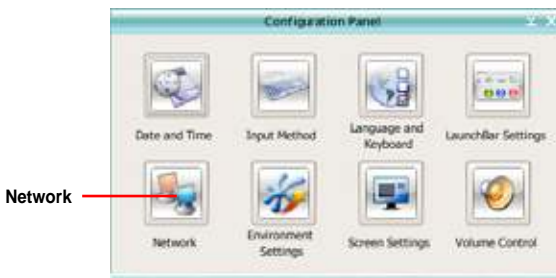 Configuration Panel
Date and Time
Input Method
Language and
Keyboard
LaunchBar Settings
Network
Network
Environment
Settings
Screen Settings
Volume Control